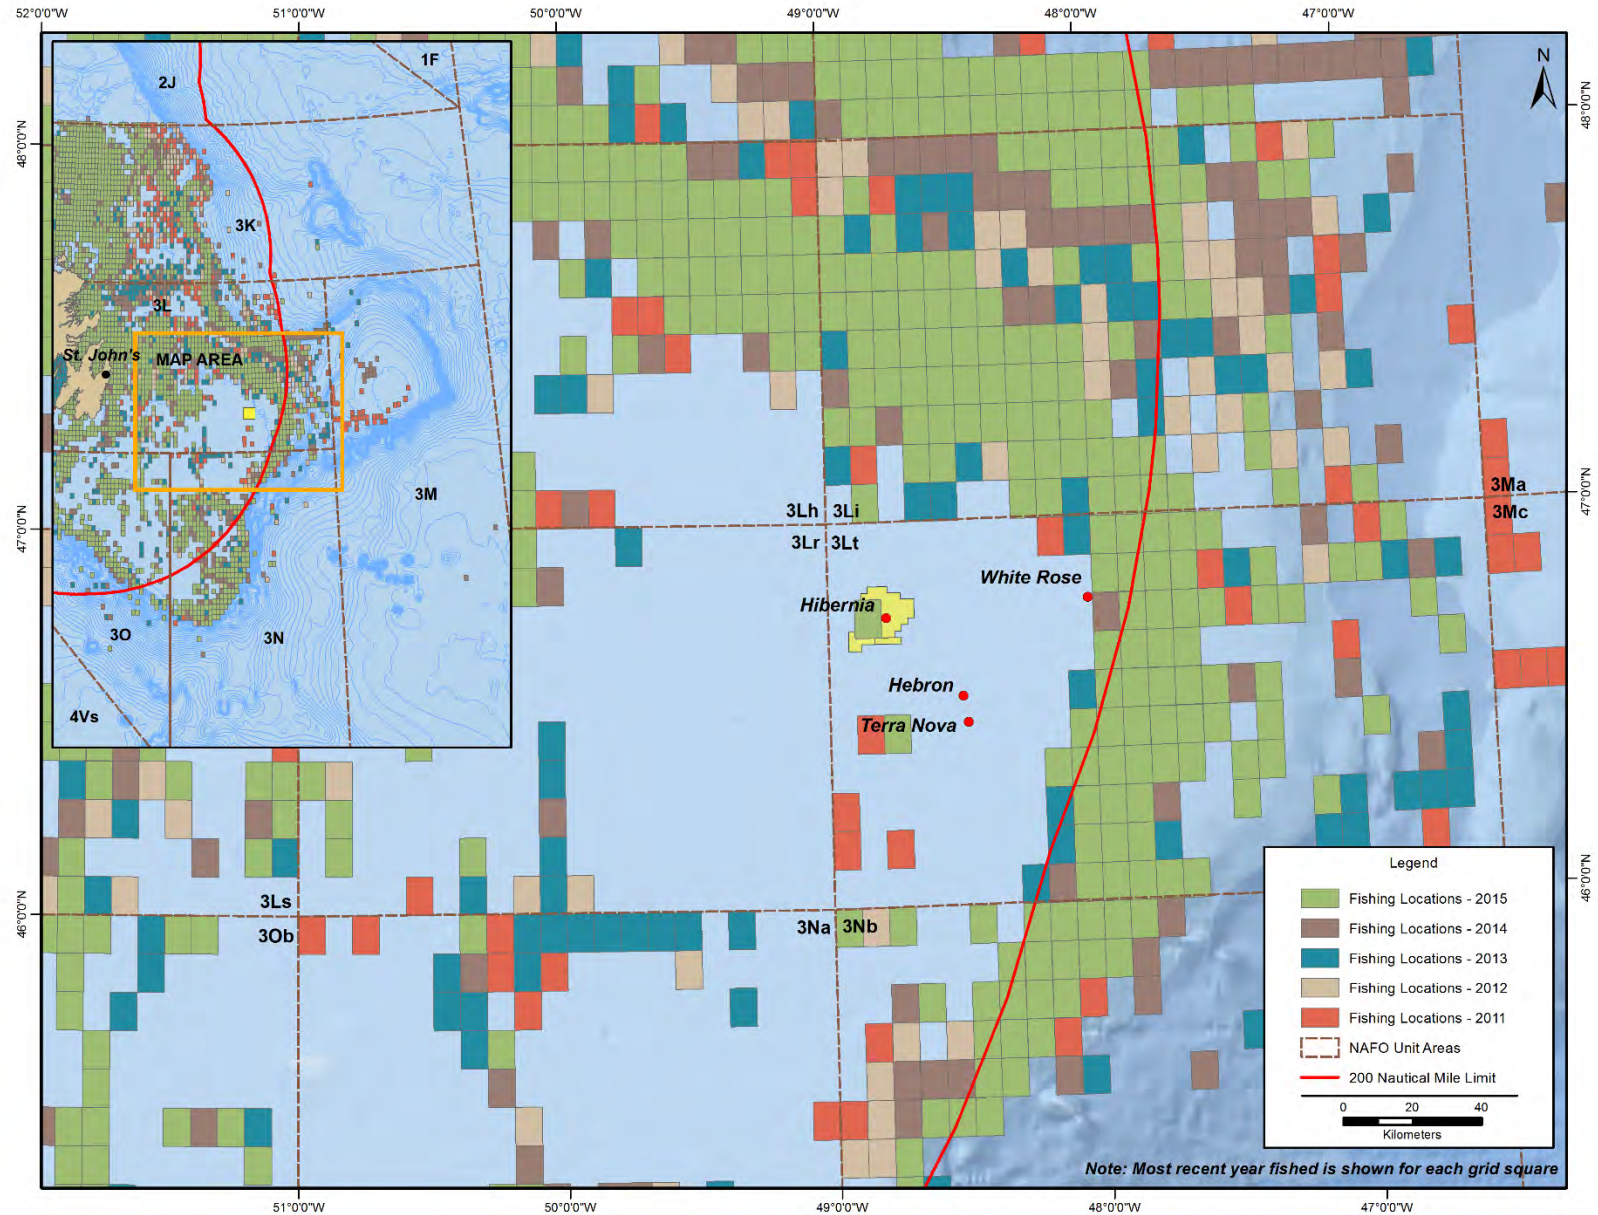 52°0'0"W
51°0'0"W
50°0'0"W
49°0'0"W
48°0'0"W
47°0'0"W
48°0'0"N
47°0'0"N
46°0'0"N
48°0'0"N
47°0'0"N
46°0'0"N
N
2J
1F
3K
3L
St. John's
MAP AREA
3M
3O
3N
4Vs
3Lh
3Li
3Lr
3Lt
3Ma
3Mc
White Rose
Hibernia
Hebron
Terra Nova
3Ls
3Ob
3Na
3Nb
Legend
Fishing Locations - 2015
Fishing Locations - 2014
Fishing Locations - 2013
Fishing Locations - 2012
Fishing Locations - 2011
NAFO Unit Areas
200 Nautical Mile Limit
0 20 40
Kilometers
Note: Most recent year fished is shown for each grid square
51°0'0"W
50°0'0"W
49°0'0"W
48°0'0"W
47°0'0"W